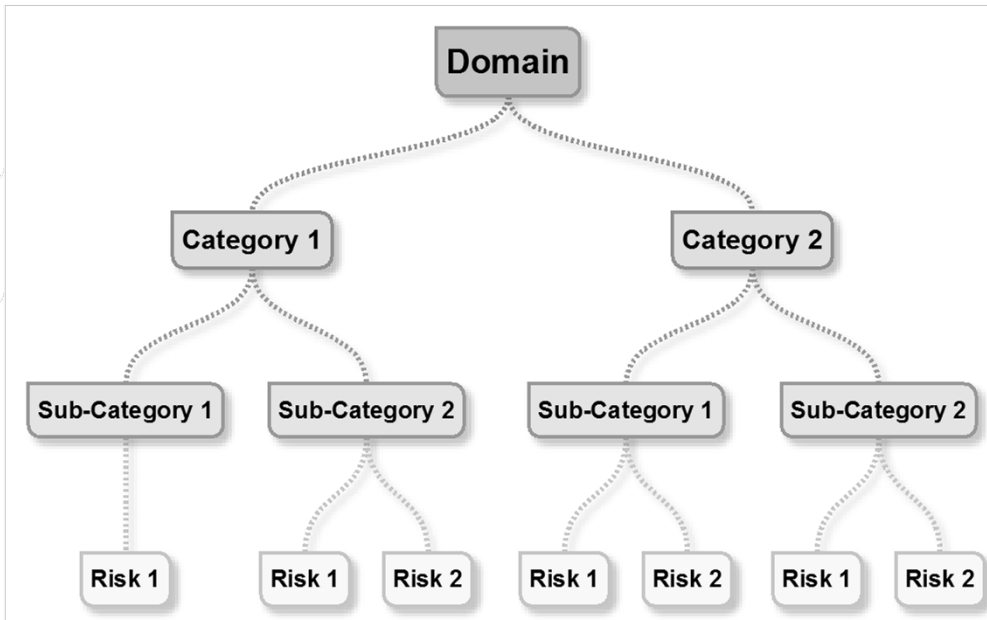 Domain
Category 1
Category 2
Sub-Category 1
Sub-Category 2
Sub-Category 1
Sub-Category 2
Risk 1
Risk 1
Risk 2
Risk 1
Risk 2
Risk 1
Risk 2